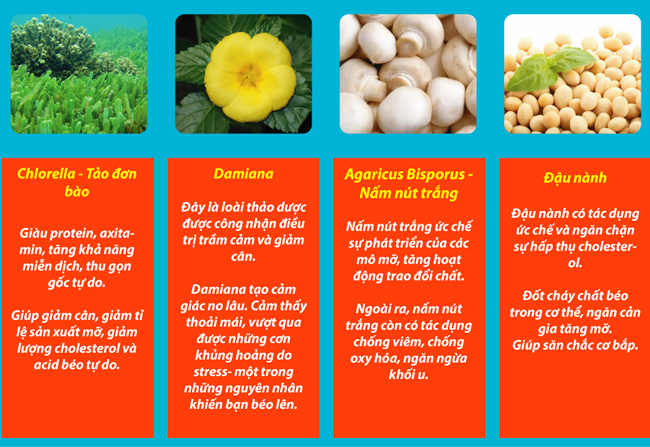 Chlorella - Tảo đơn
bào
Giàu protein, axita-
min, tăng khả năng
miễn dịch, thu gọn
gốc tự do.
Giúp giảm cân, giảm tỉ
lệ sản xuất mỡ, giảm
lượng cholesterol và
acid béo tự do.
Damiana
Đây là loài thảo dược
được công nhận điều
trị trầm cảm và giảm
cân.
Damiana tạo cảm
giác no lâu. Cảm thấy
thoải mái, vượt qua
được những cơn
khủng hoảng do
stress- một trong
những nguyên nhân
khiến bạn béo lên.
Agaricus Bisporus -
Nấm nút trắng
Nấm nút trắng ức chế
sự phát triển của các
mô mỡ, tăng hoạt
động trao đổi chất.
Ngoài ra, nấm nút
trắng còn có tác dụng
chống viêm, chống
oxy hóa, ngăn ngừa
khối u.
Đậu nành
Đậu nành có tác dụng
ức chế và ngăn chặn
sự hấp thụ cholester-
ol.
Đốt cháy chất béo
trong cơ thể, ngăn cản
gia tăng mỡ.
Giúp săn chắc cơ bắp.